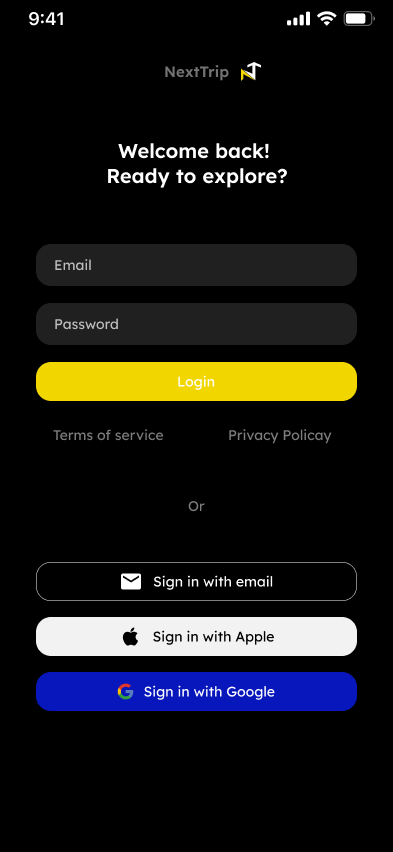 9:41
NextTrip
Welcome back!
Ready to explore?
Email
Password
Login
Terms of service Privacy Policay
Or
Sign in with email
Sign in with Apple
Sign in with Google